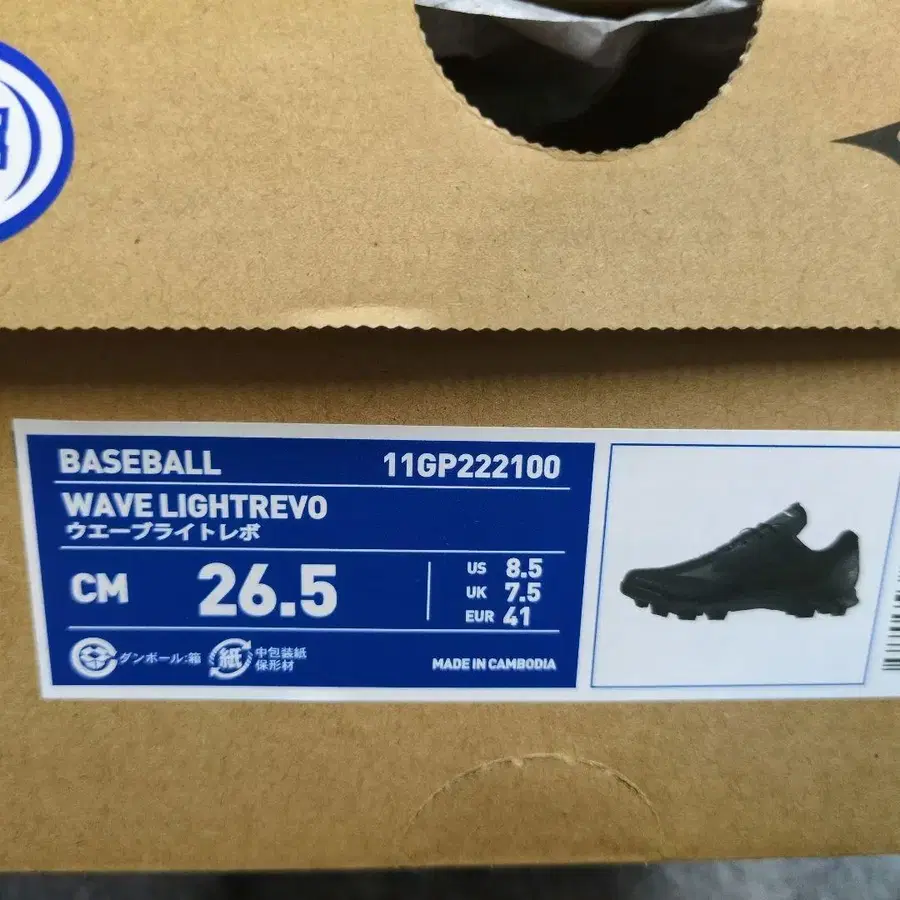 BASEBALL 11GP222100
WAVE LIGHTREVO
ウエーブライトレボ
CM 26.5
US 8.5
UK 7.5
EUR 41
ダンボール:箱
紙
中包装紙
保形材
MADE IN CAMBODIA